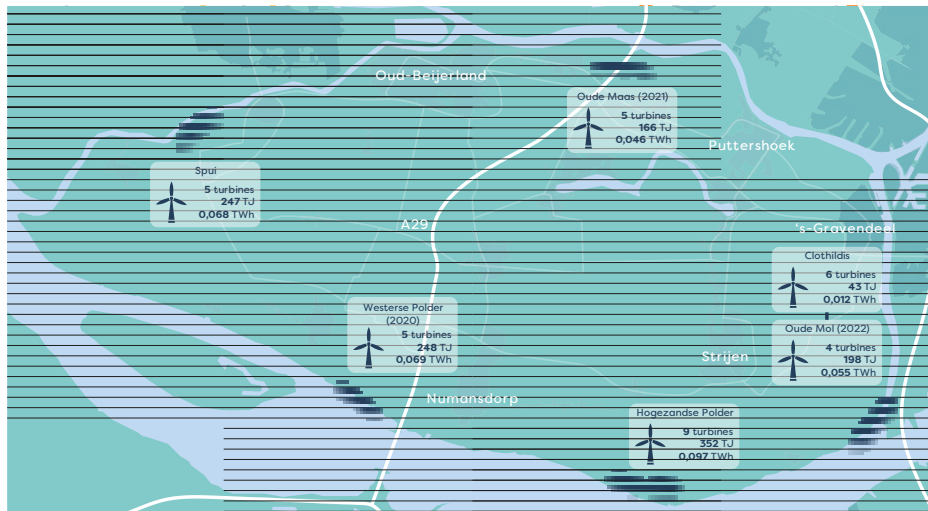 Oud-Beijerland
Oude Maas (2021)
5 turbines
166 TJ
0,046 TWh
Puttershoek
Spui
5 turbines
247 TJ
0,068 TWh
A29
's-Gravendeel
Clothildis
6 turbines
43 TJ
0,012 TWh
Westerse Polder
(2020)
5 turbines
248 TJ
0,069 TWh
Oude Mol (2022)
4 turbines
198 TJ
0,055 TWh
Strijen
Numansdorp
Hogezandse Polder
9 turbines
352 TJ
0,097 TWh